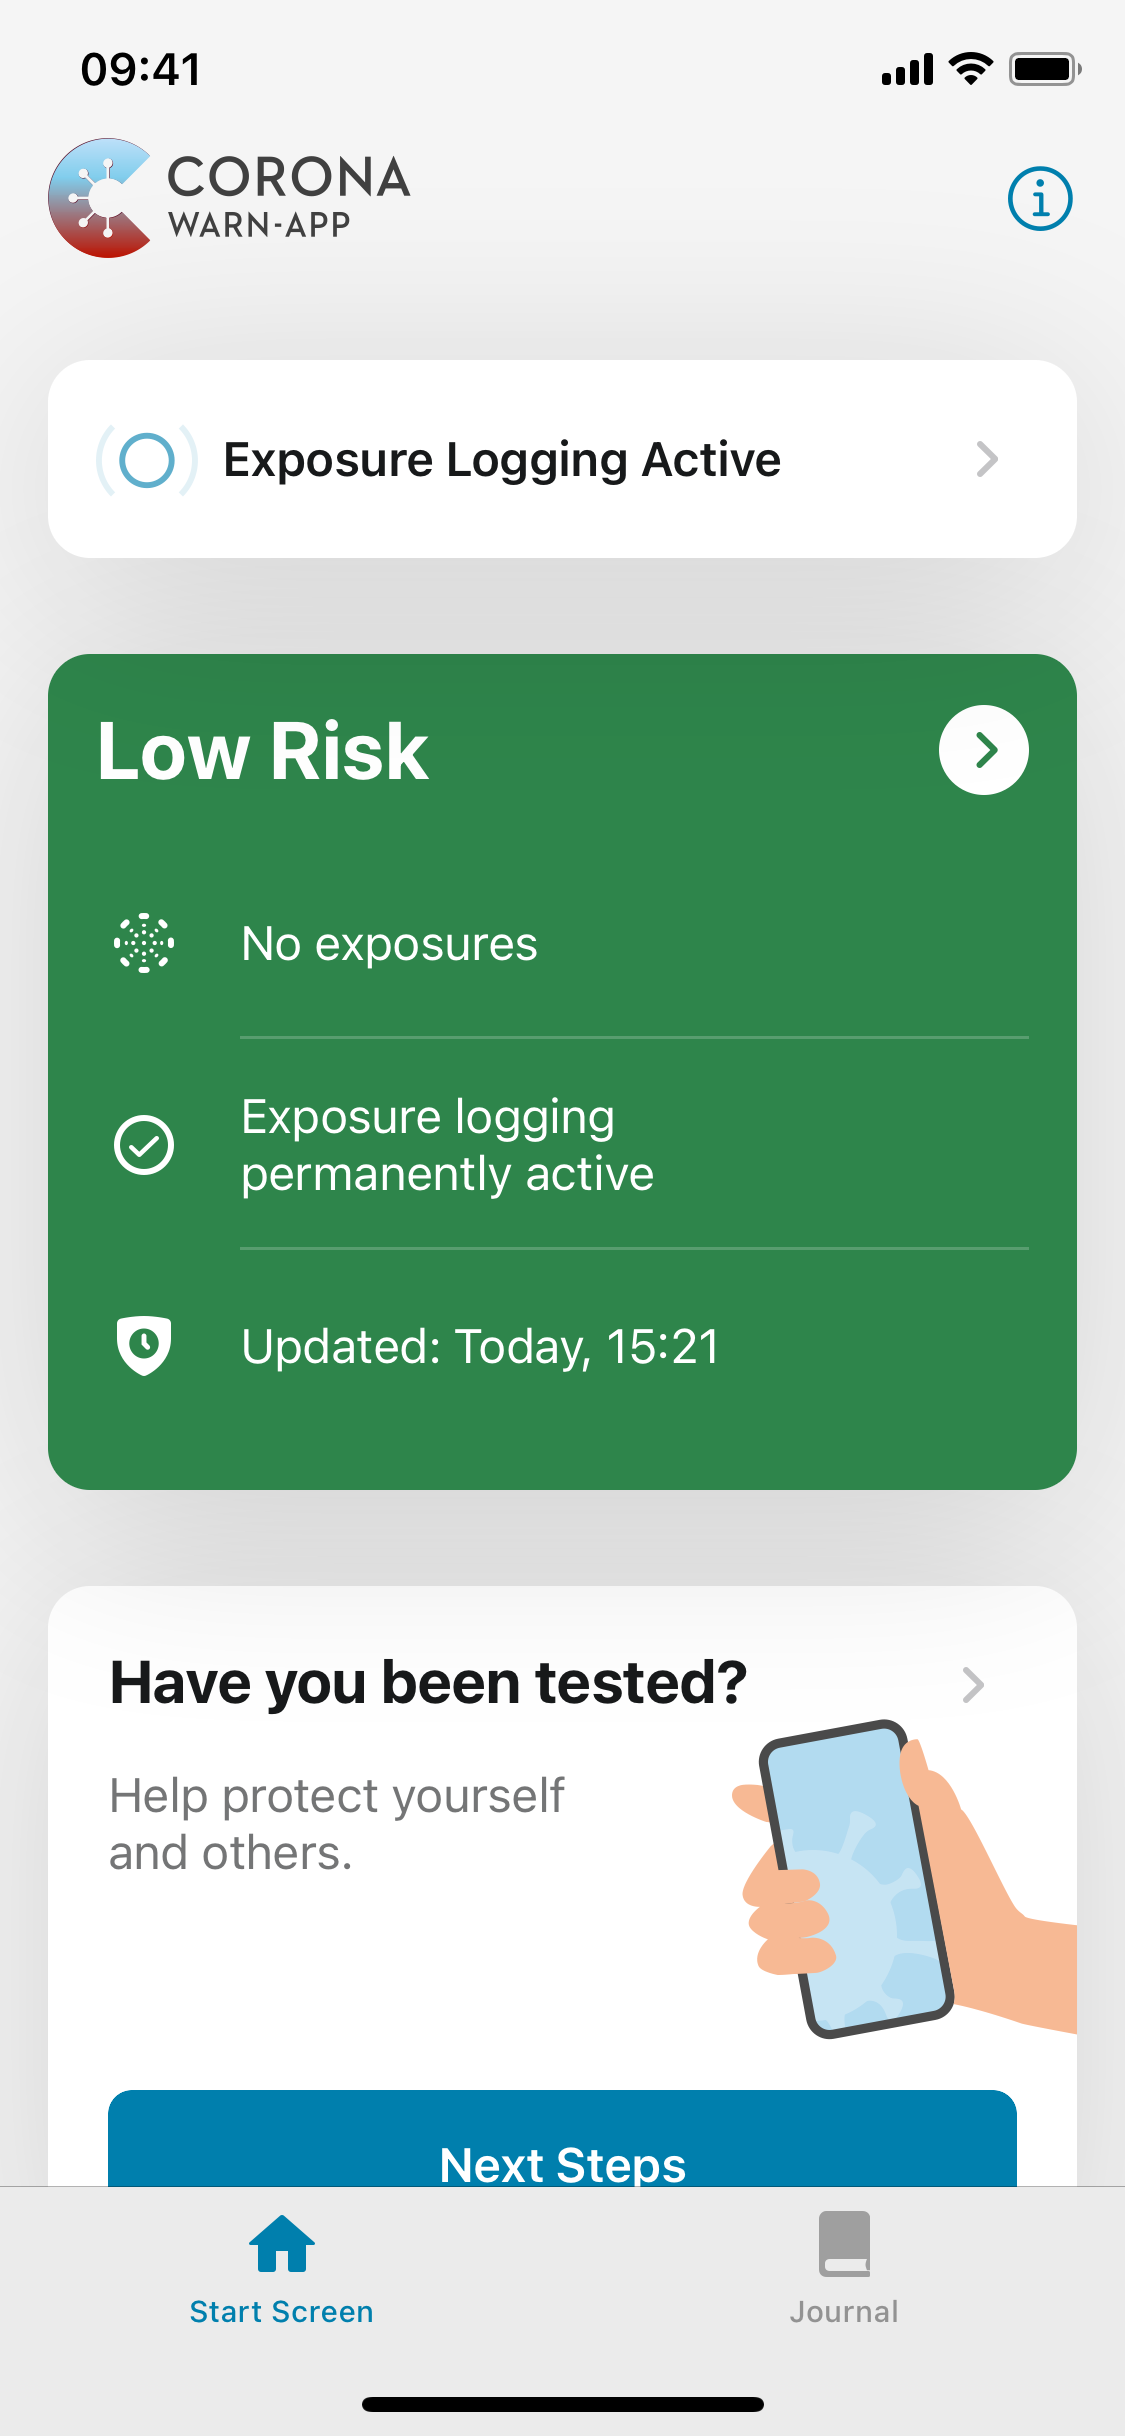 09:41
CORONA
WARN-APP
Exposure Logging Active
Low Risk
No exposures
Exposure logging
permanently active
Updated: Today, 15:21
Have you been tested?
Help protect yourself
and others.
Next Steps
Start Screen
Journal